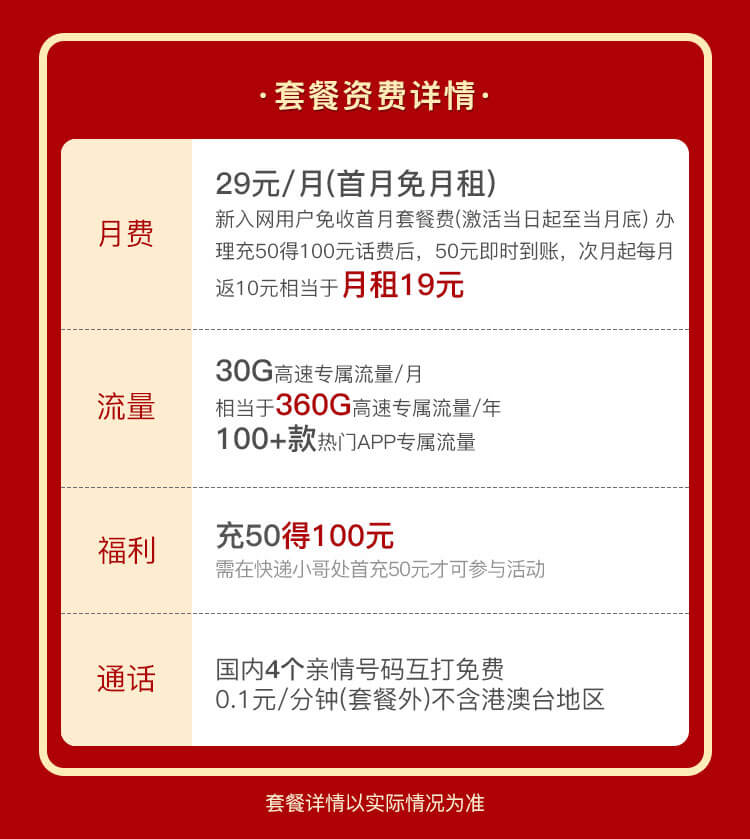 ·套餐资费详情·
月费
29元/月(首月免月租)
新入网用户免收首月套餐费(激活当日起至当月底) 办
理充50得100元话费后，50元即时到账，次月起每月
返10元相当于月租19元
流量
30G高速专属流量/月
相当于360G高速专属流量/年
100+款热门APP专属流量
福利
充50得100元
需在快递小哥处首充50元才可参与活动
通话
国内4个亲情号码互打免费
0.1元/分钟(套餐外)不含港澳台地区
套餐详情以实际情况为准